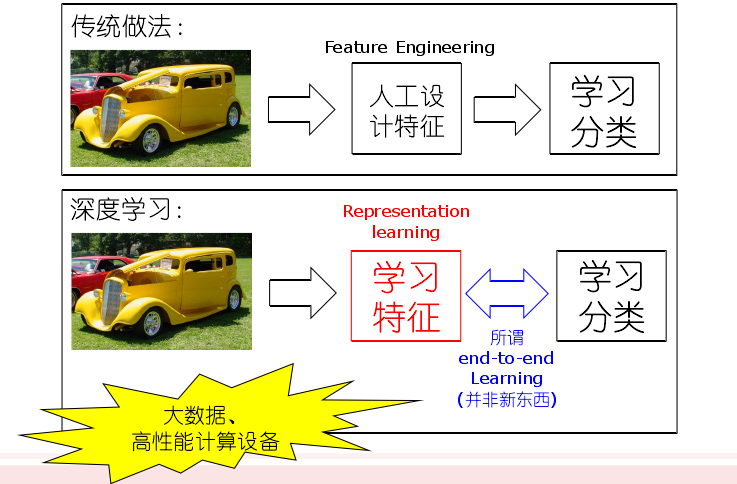 传统做法：
Feature Engineering
人工设
计特征
学习
分类
深度学习：
Representation
learning
学习
特征
学习
分类
所谓
end-to-end
Learning
(并非新东西)
大数据、
高性能计算设备